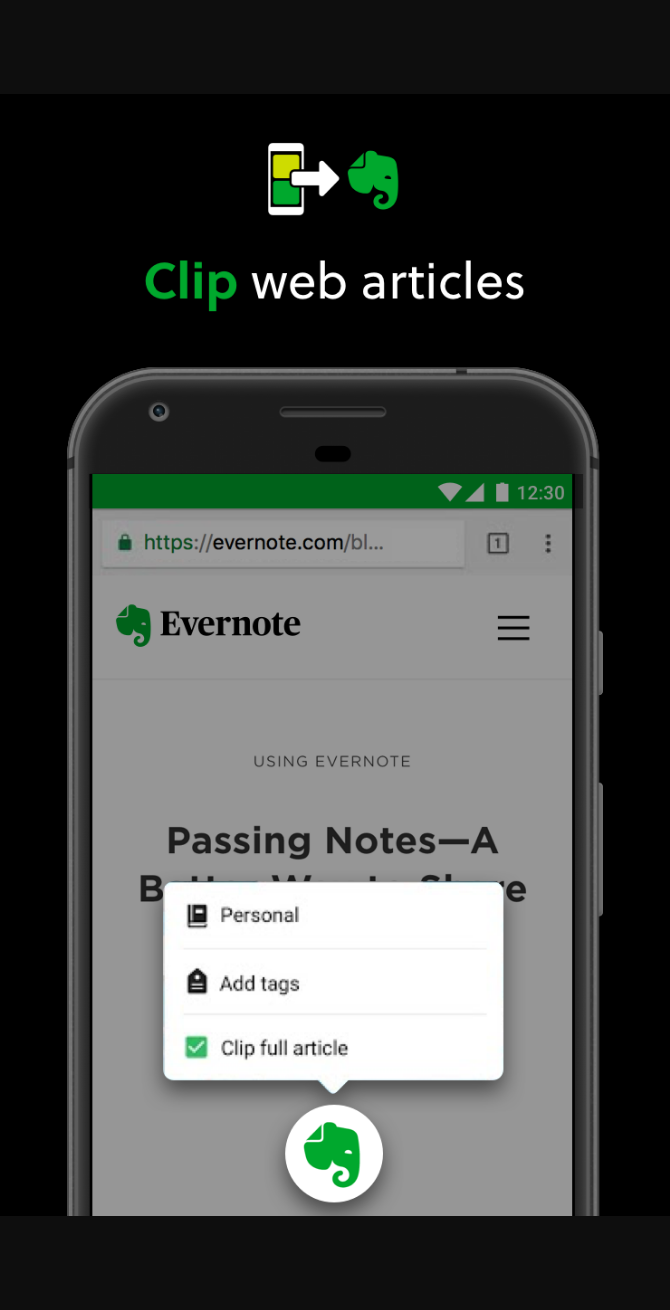 Clip web articles
12:30
https://evernote.com/bl...
1
Evernote
USING EVERNOTE
Passing Notes—A
Personal
Add tags
Clip full article